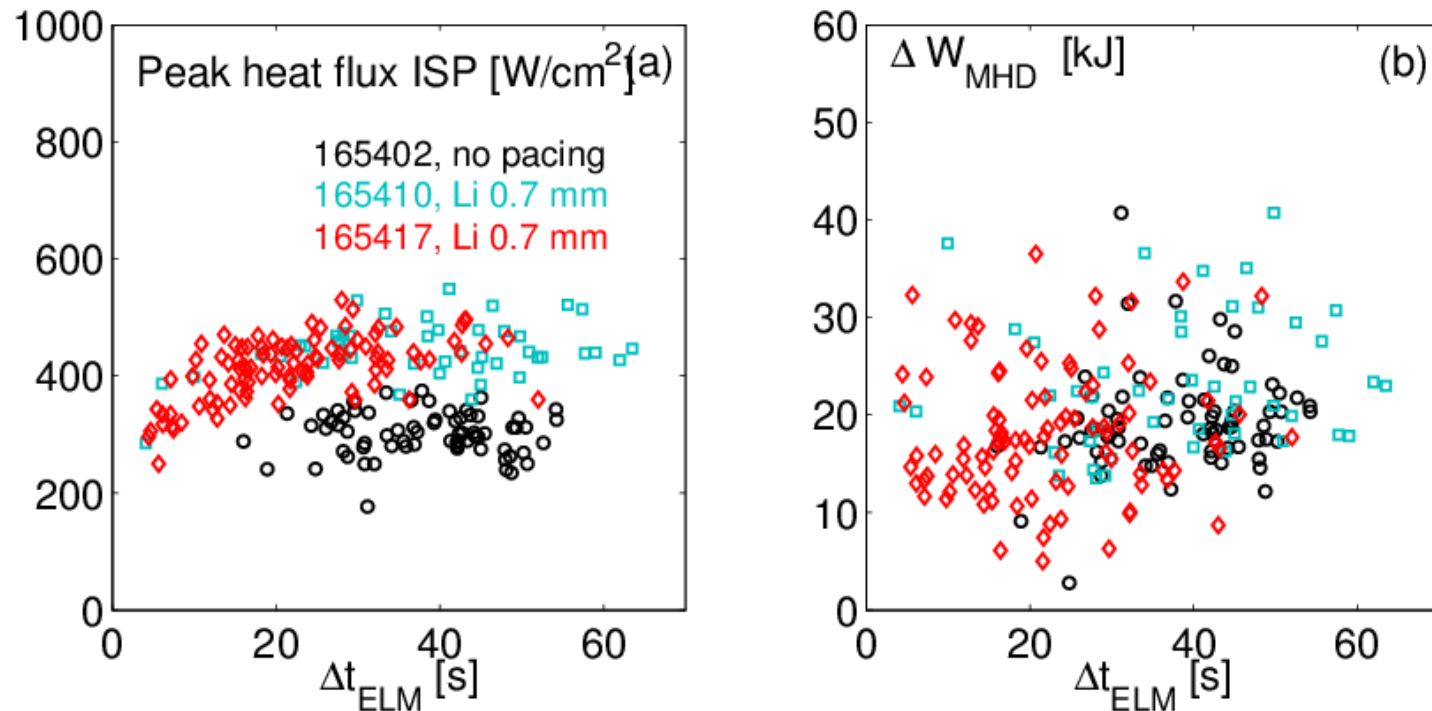 Peak heat flux ISP [W/cm²]
(a)
165402, no pacing
165410, Li 0.7 mm
165417, Li 0.7 mm
1000
800
600
400
200
0
0 20 40 60
Δt_ELM [s]
Δ W_MHD [kJ]
(b)
60
50
40
30
20
10
0
0 20 40 60
Δt_ELM [s]